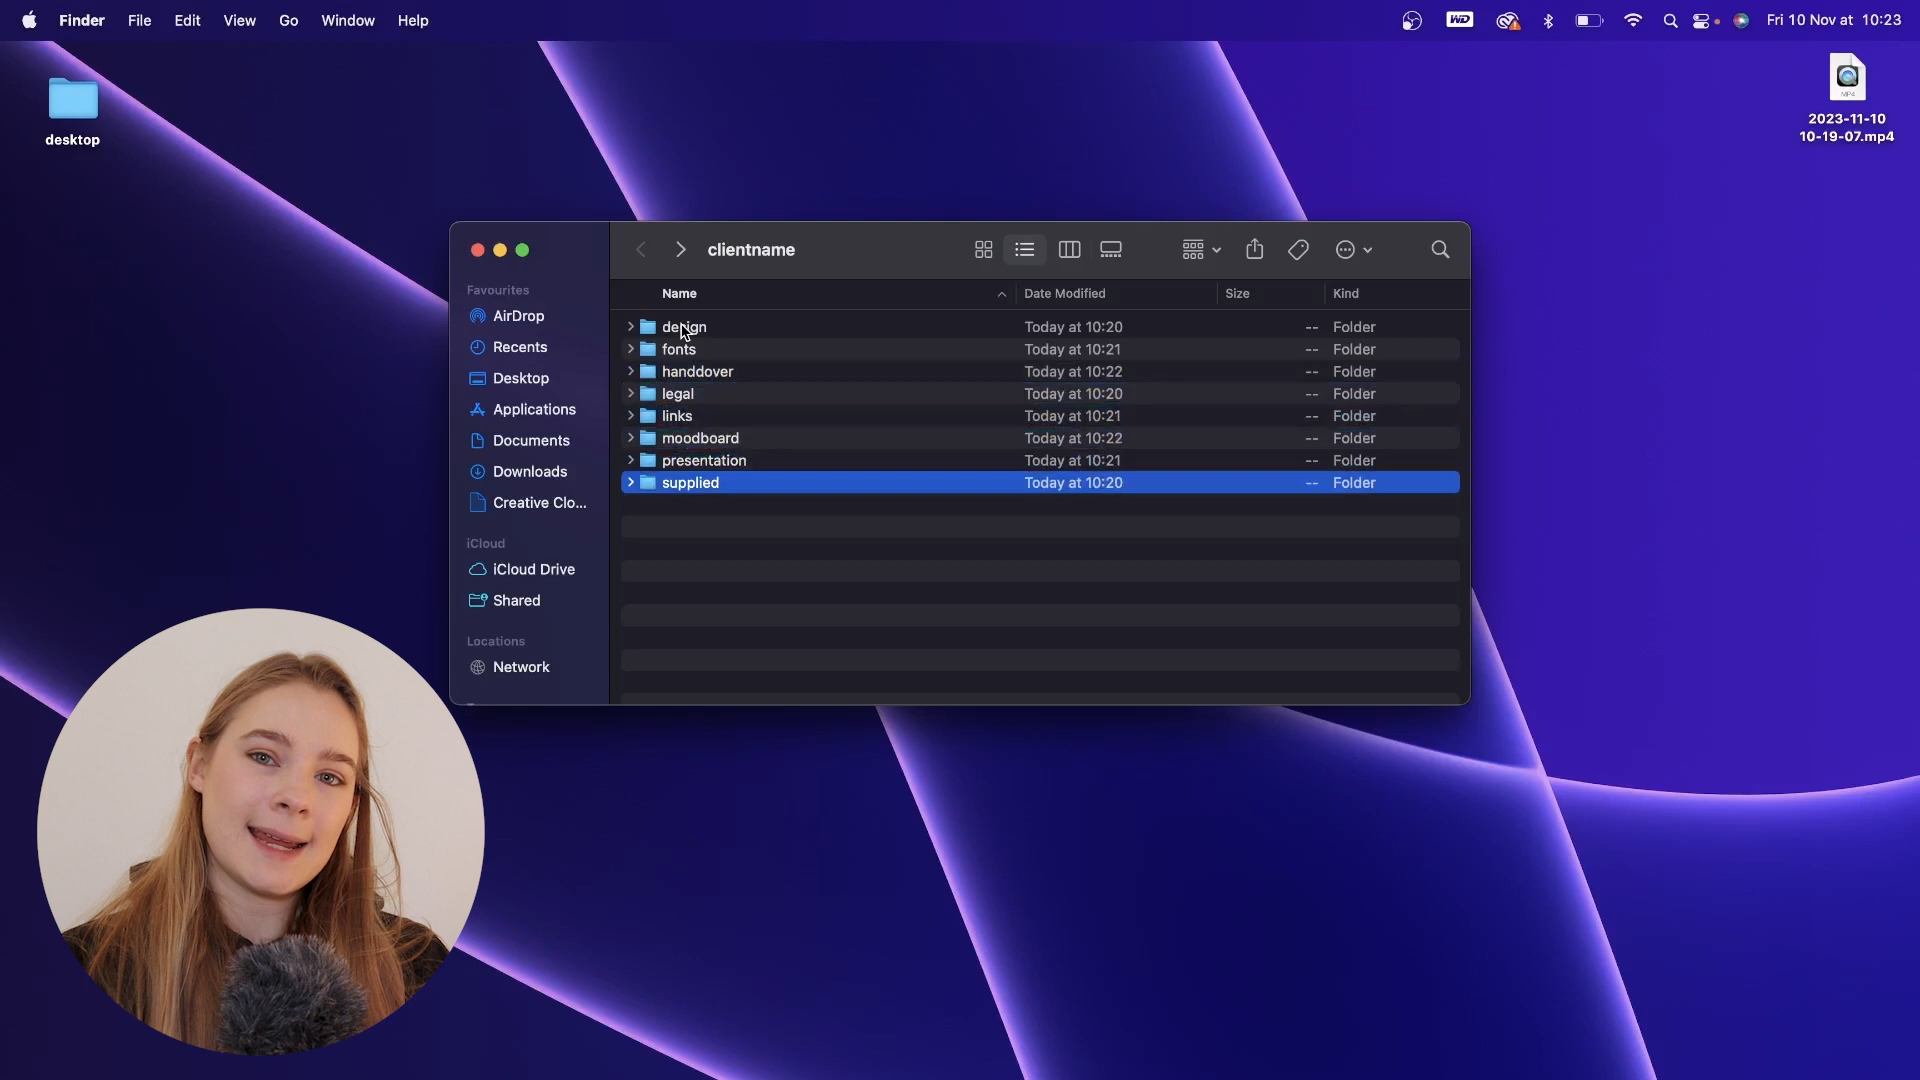 Finder File Edit View Go Window Help
WD
Fri 10 Nov at 10:23
desktop
MP4
2023-11-10
10-19-07.mp4
clientname
Favourites
AirDrop
Recents
Desktop
Applications
Documents
Downloads
Creative Clo...
iCloud
iCloud Drive
Shared
Locations
Network
Name Date Modified Size Kind
design Today at 10:20 -- Folder
fonts Today at 10:21 -- Folder
handdover Today at 10:22 -- Folder
legal Today at 10:20 -- Folder
links Today at 10:21 -- Folder
moodboard Today at 10:22 -- Folder
presentation Today at 10:21 -- Folder
supplied Today at 10:20 -- Folder